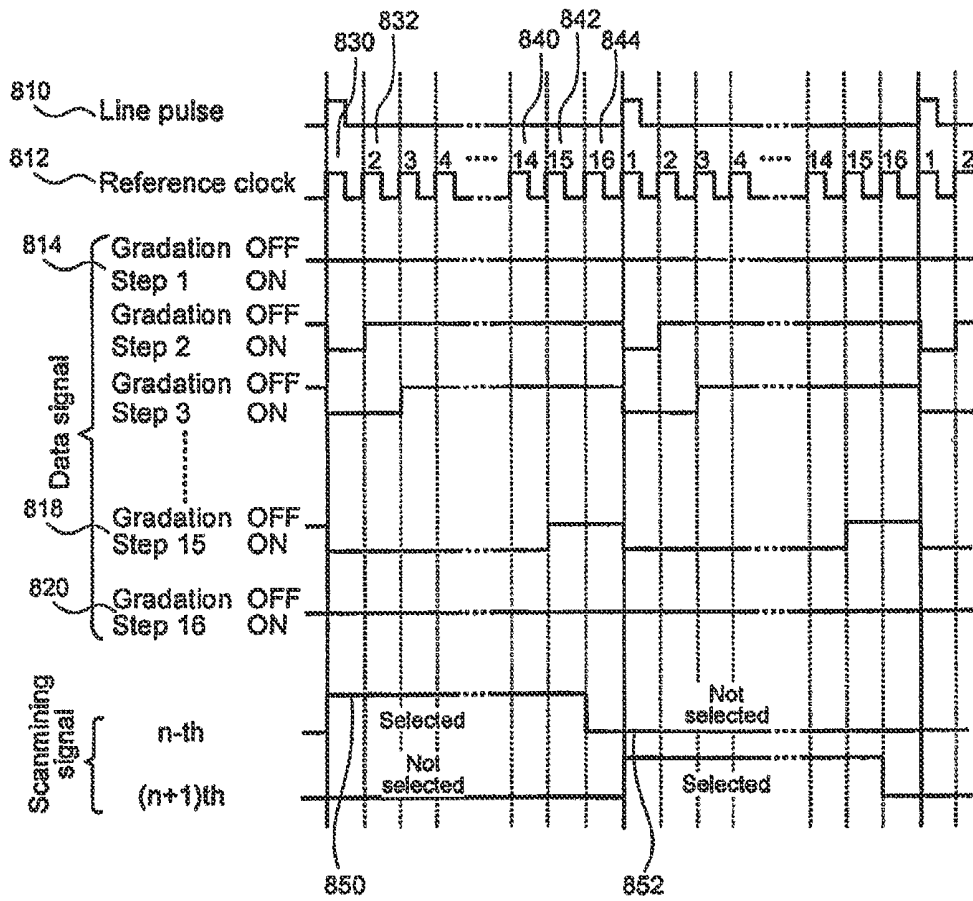 830
832
840
842
844
810
Line pulse
812
Reference clock
2 3 4 ---- 14 15 16 1 2 3 4 ---- 14 15 16 1 2
814
Gradation OFF
Step 1 ON
Gradation OFF
Step 2 ON
Gradation OFF
Step 3 ON
Data signal
818
Gradation OFF
Step 15 ON
820
Gradation OFF
Step 16 ON
Scanmining signal
n-th
Selected
Not selected
(n+1)th
Not selected
Selected
850
852